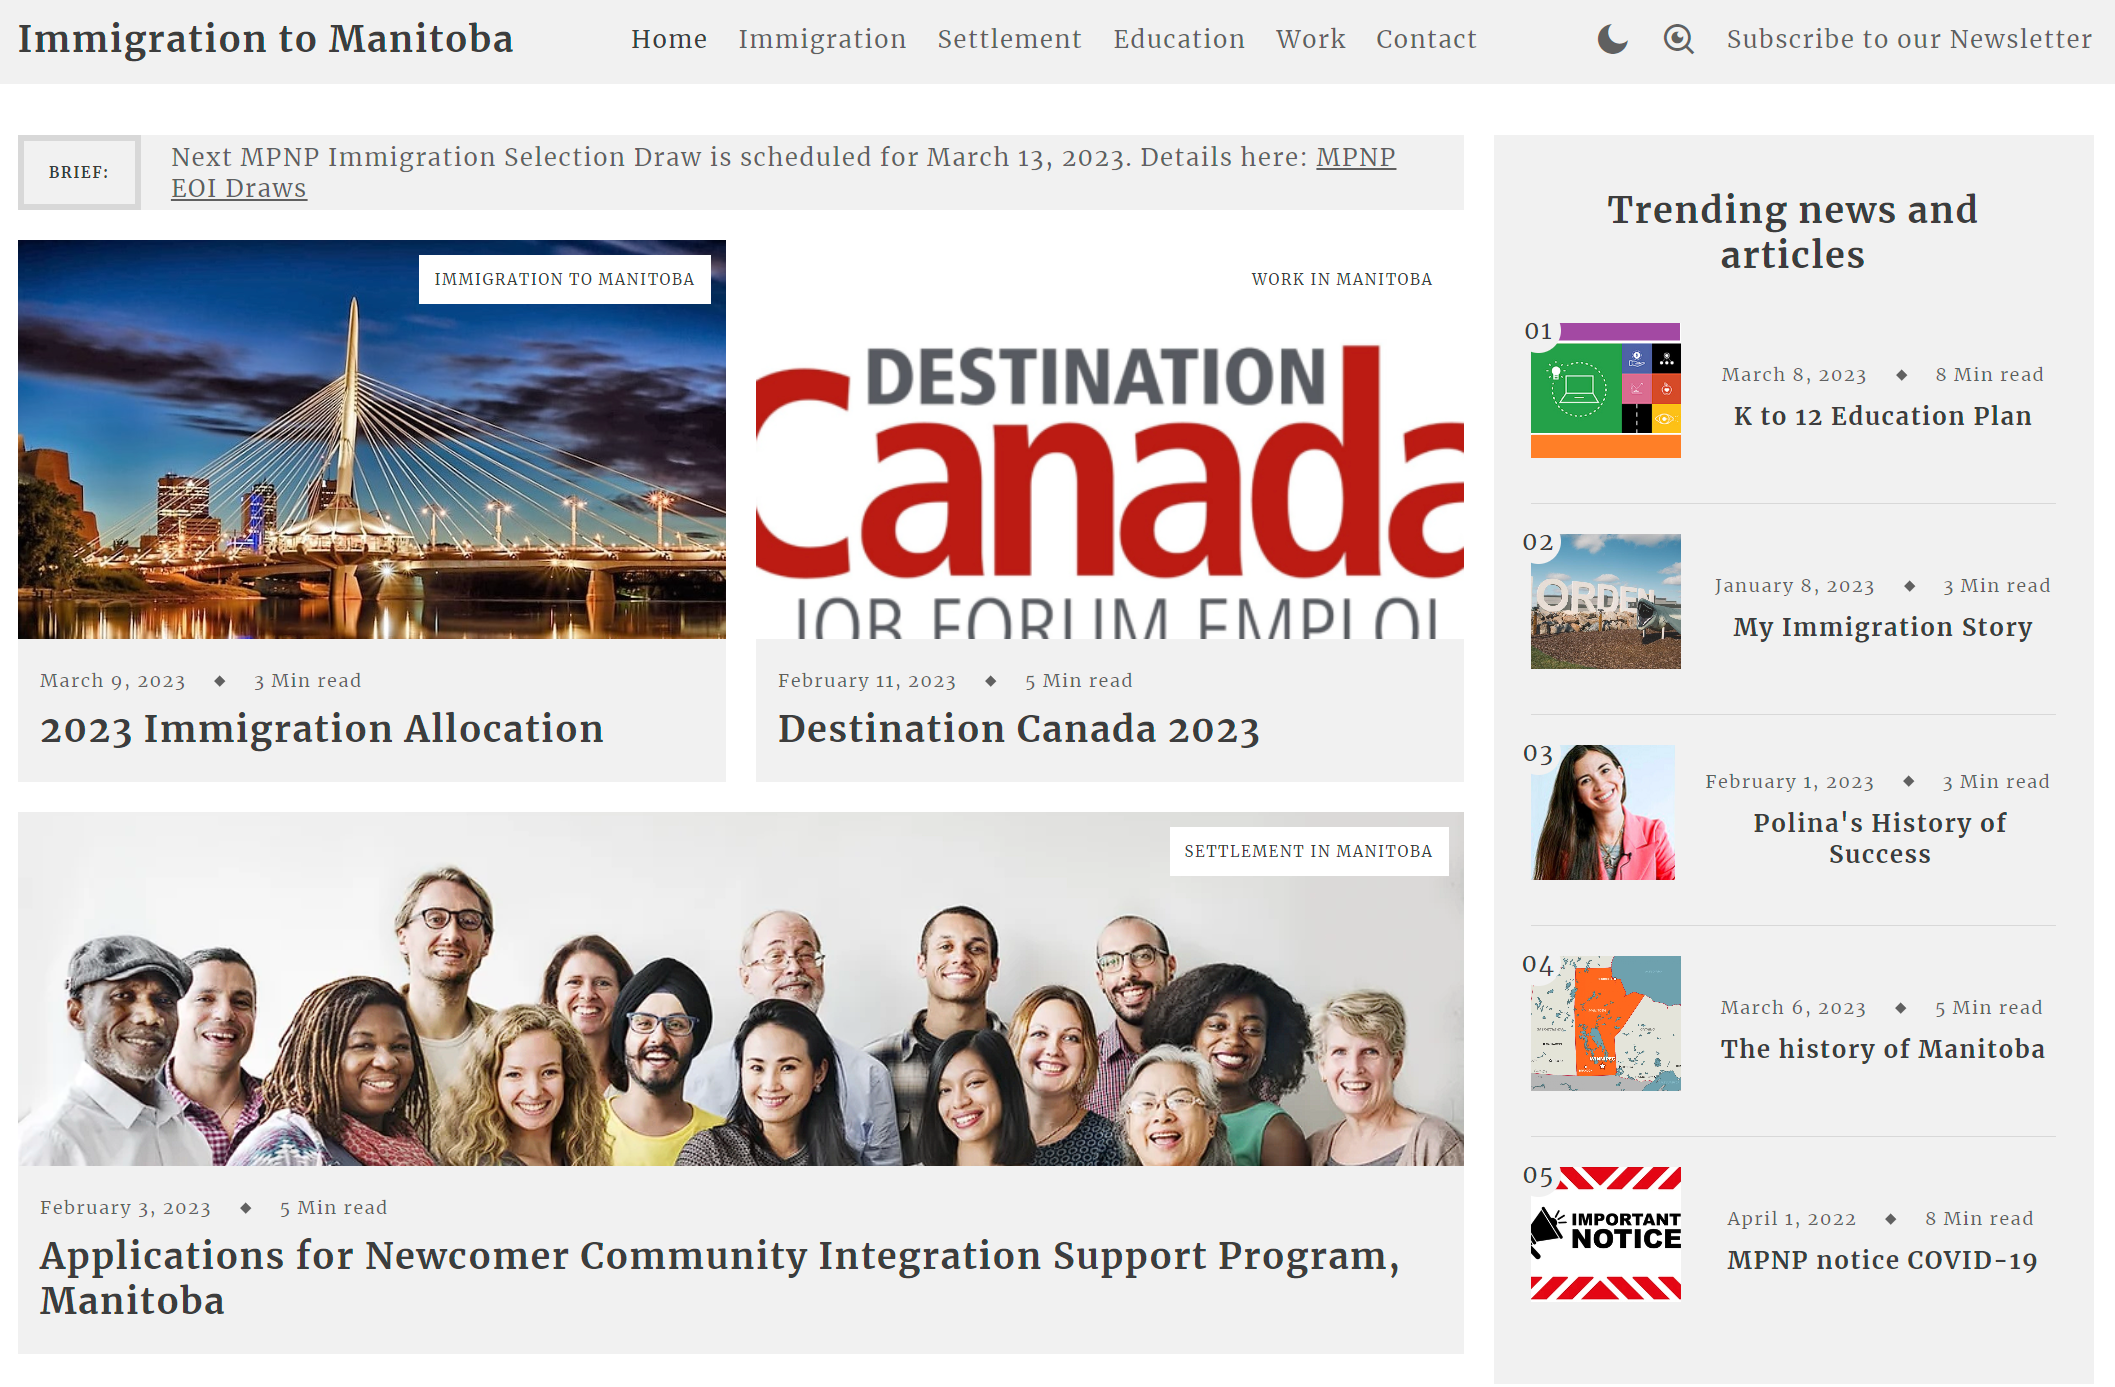 Immigration to Manitoba
Home Immigration Settlement Education Work Contact
Subscribe to our Newsletter
BRIEF:
Next MPNP Immigration Selection Draw is scheduled for March 13, 2023. Details here: MPNP
EOI Draws
IMMIGRATION TO MANITOBA
March 9, 2023 ◆ 3 Min read
2023 Immigration Allocation
WORK IN MANITOBA
DESTINATION
Canada
JOB FORUM EMPLOI
February 11, 2023 ◆ 5 Min read
Destination Canada 2023
SETTLEMENT IN MANITOBA
February 3, 2023 ◆ 5 Min read
Applications for Newcomer Community Integration Support Program,
Manitoba
Trending news and
articles
01
March 8, 2023 ◆ 8 Min read
K to 12 Education Plan
02
ORDEN
January 8, 2023 ◆ 3 Min read
My Immigration Story
03
February 1, 2023 ◆ 3 Min read
Polina's History of
Success
04
March 6, 2023 ◆ 5 Min read
The history of Manitoba
05
IMPORTANT
NOTICE
April 1, 2022 ◆ 8 Min read
MPNP notice COVID-19